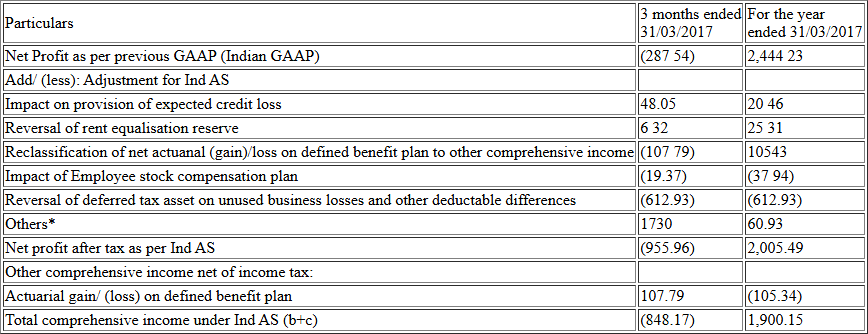 Particulars 3 months ended 31/03/2017 For the year ended 31/03/2017
Net Profit as per previous GAAP (Indian GAAP) (287 54) 2,444 23
Add/ (less): Adjustment for Ind AS
Impact on provision of expected credit loss 48.05 20 46
Reversal of rent equalisation reserve 6 32 25 31
Reclassification of net actuanal (gain)/loss on defined benefit plan to other comprehensive income (107 79) 10543
Impact of Employee stock compensation plan (19.37) (37 94)
Reversal of deferred tax asset on unused business losses and other deductable differences (612.93) (612.93)
Others* 1730 60.93
Net profit after tax as per Ind AS (955.96) 2,005.49
Other comprehensive income net of income tax:
Actuarial gain/ (loss) on defined benefit plan 107.79 (105.34)
Total comprehensive income under Ind AS (b+c) (848.17) 1,900.15